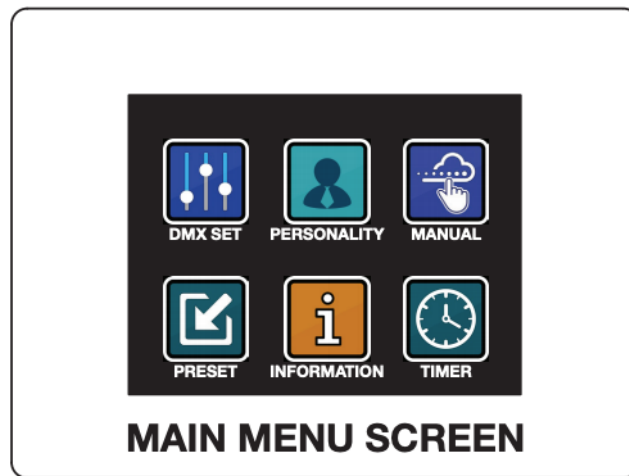 DMX SET PERSONALITY MANUAL
PRESET INFORMATION TIMER
MAIN MENU SCREEN